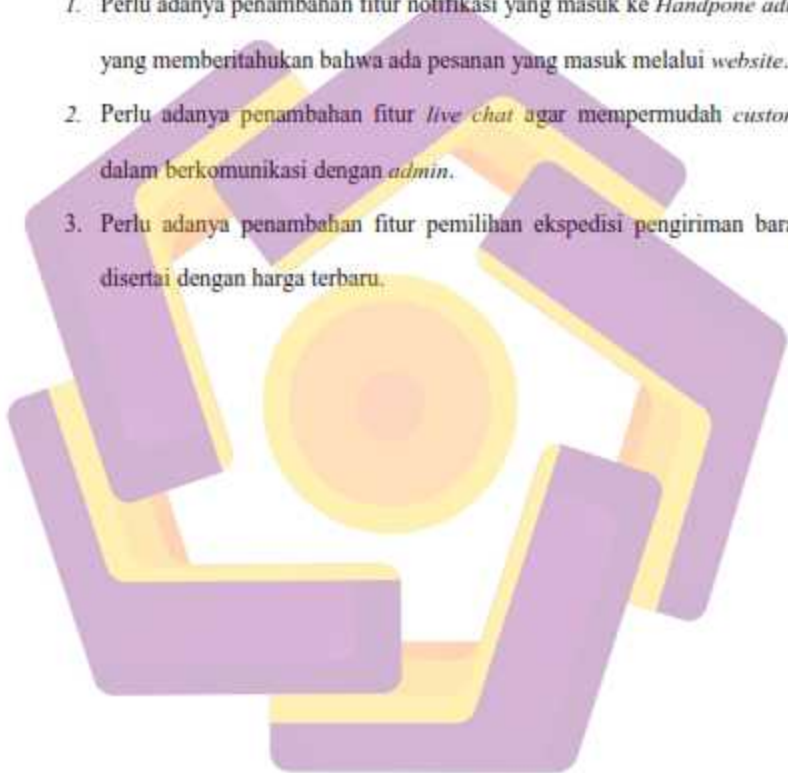 1. Perlu adanya penambahan fitur notifikasi yang masuk ke Handpone
yang memberitahukan bahwa ada pesanan yang masuk melalui website.
2. Perlu adanya penambahan fitur live chat agar mempermudah
dalam berkomunikasi dengan admin.
3. Perlu adanya penambahan fitur pemilihan ekspedisi pengiriman
disertai dengan harga terbaru.